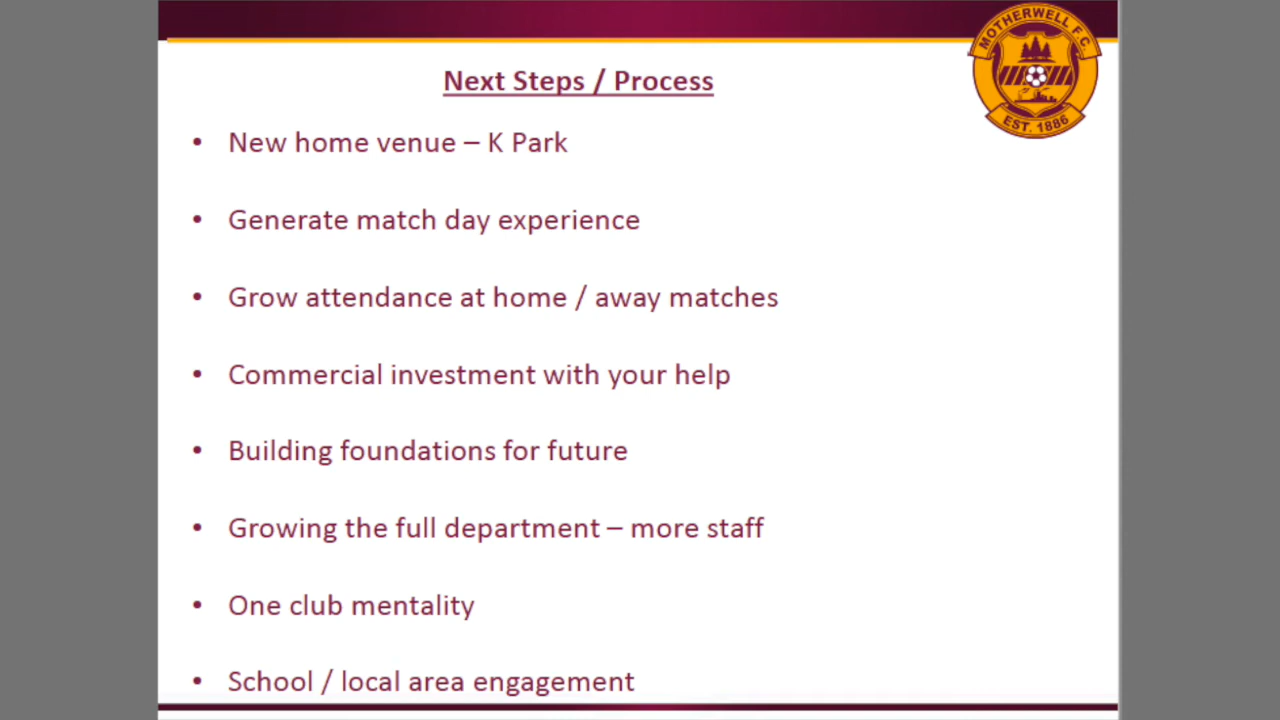 MOTHERWELL F.C.
EST. 1886
Next Steps / Process
• New home venue – K Park
• Generate match day experience
• Grow attendance at home / away matches
• Commercial investment with your help
• Building foundations for future
• Growing the full department – more staff
• One club mentality
• School / local area engagement